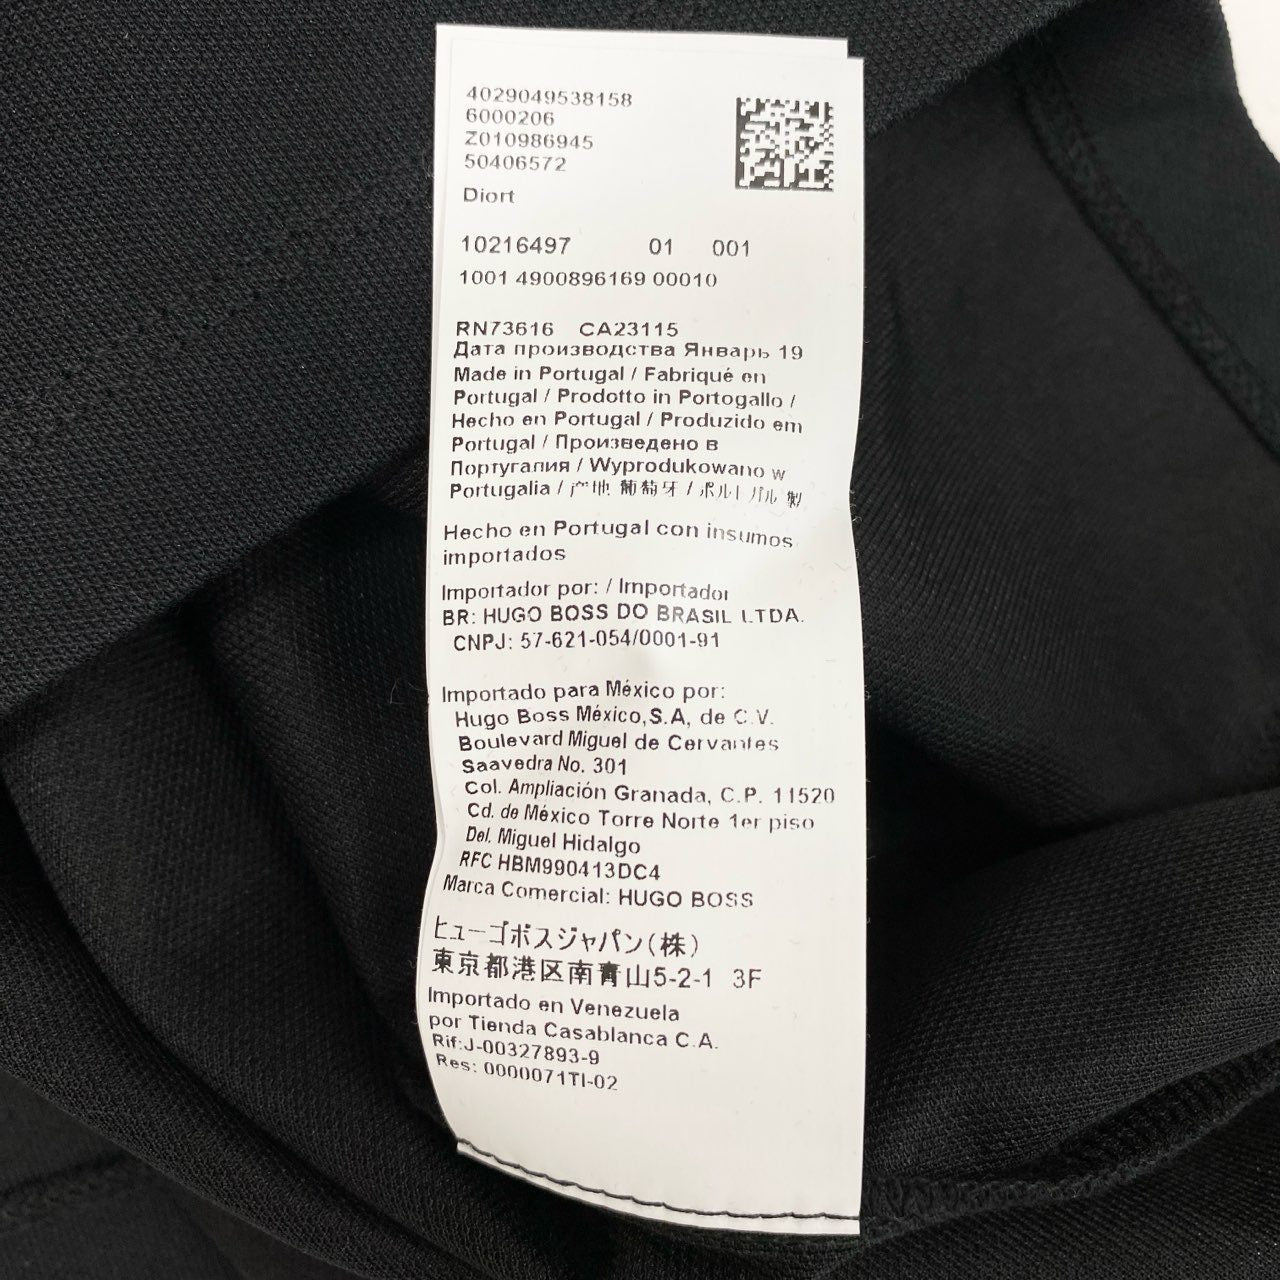 4029049538158
6000206
Z010986945
50406572
Diort
10216497 01 001
1001 4900896169 00010
RN73616 CA23115
Дата производства Январь 19
Made in Portugal / Fabriqué en
Portugal / Prodotto in Portogallo /
Hecho en Portugal / Produzido em
Portugal / Произведено в
Португалия / Wyprodukowano w
Portugalia / 产地 葡萄牙 / ポルトガル 製
Hecho en Portugal con insumos
importados
Importador por: / Importador
BR: HUGO BOSS DO BRASIL LTDA.
CNPJ: 57-621-054/0001-91
Importado para México por:
Hugo Boss México,S.A, de C.V.
Boulevard Miguel de Cervantes
Saavedra No. 301
Col. Ampliación Granada, C.P. 11520
Cd. de México Torre Norte 1er piso
Del. Miguel Hidalgo
RFC HBM990413DC4
Marca Comercial: HUGO BOSS
ヒューゴボスジャパン(株)
東京都港区南青山5-2-1 3F
Importado en Venezuela
por Tienda Casablanca C.A.
Rif:J-00327893-9
Res: 0000071TI-02